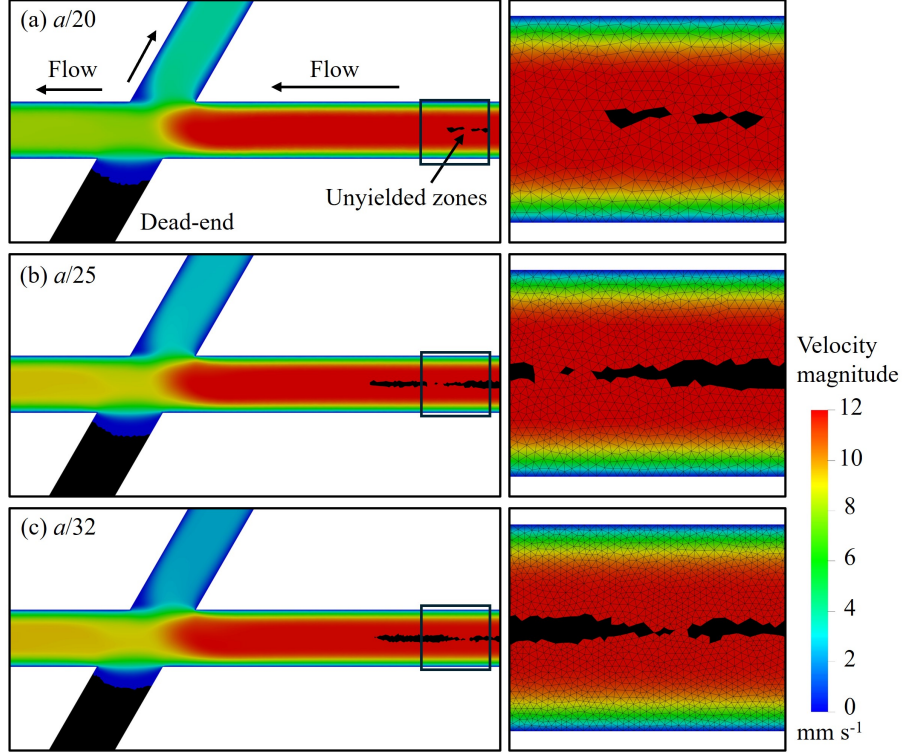 (a) a/20
Flow
Flow
Unyielded zones
Dead-end
(b) a/25
(c) a/32
Velocity
magnitude
12
10
8
6
4
2
0
mm s⁻¹